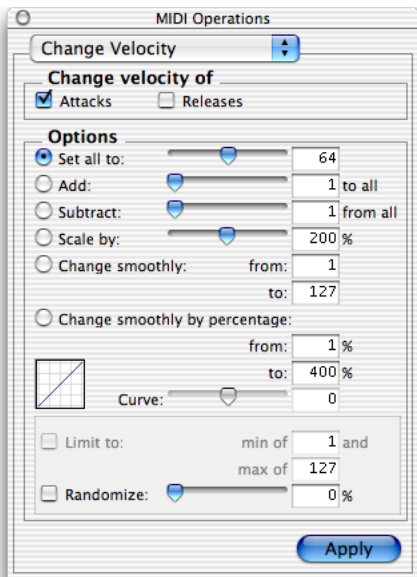 MIDI Operations
Change Velocity
Change velocity of
Attacks Releases
Options
Set all to: 64
Add: 1 to all
Subtract: 1 from all
Scale by: 200 %
Change smoothly: from: 1
to: 127
Change smoothly by percentage:
from: 1 %
to: 400 %
Curve: 0
Limit to: min of 1 and
max of 127
Randomize: 0 %
Apply